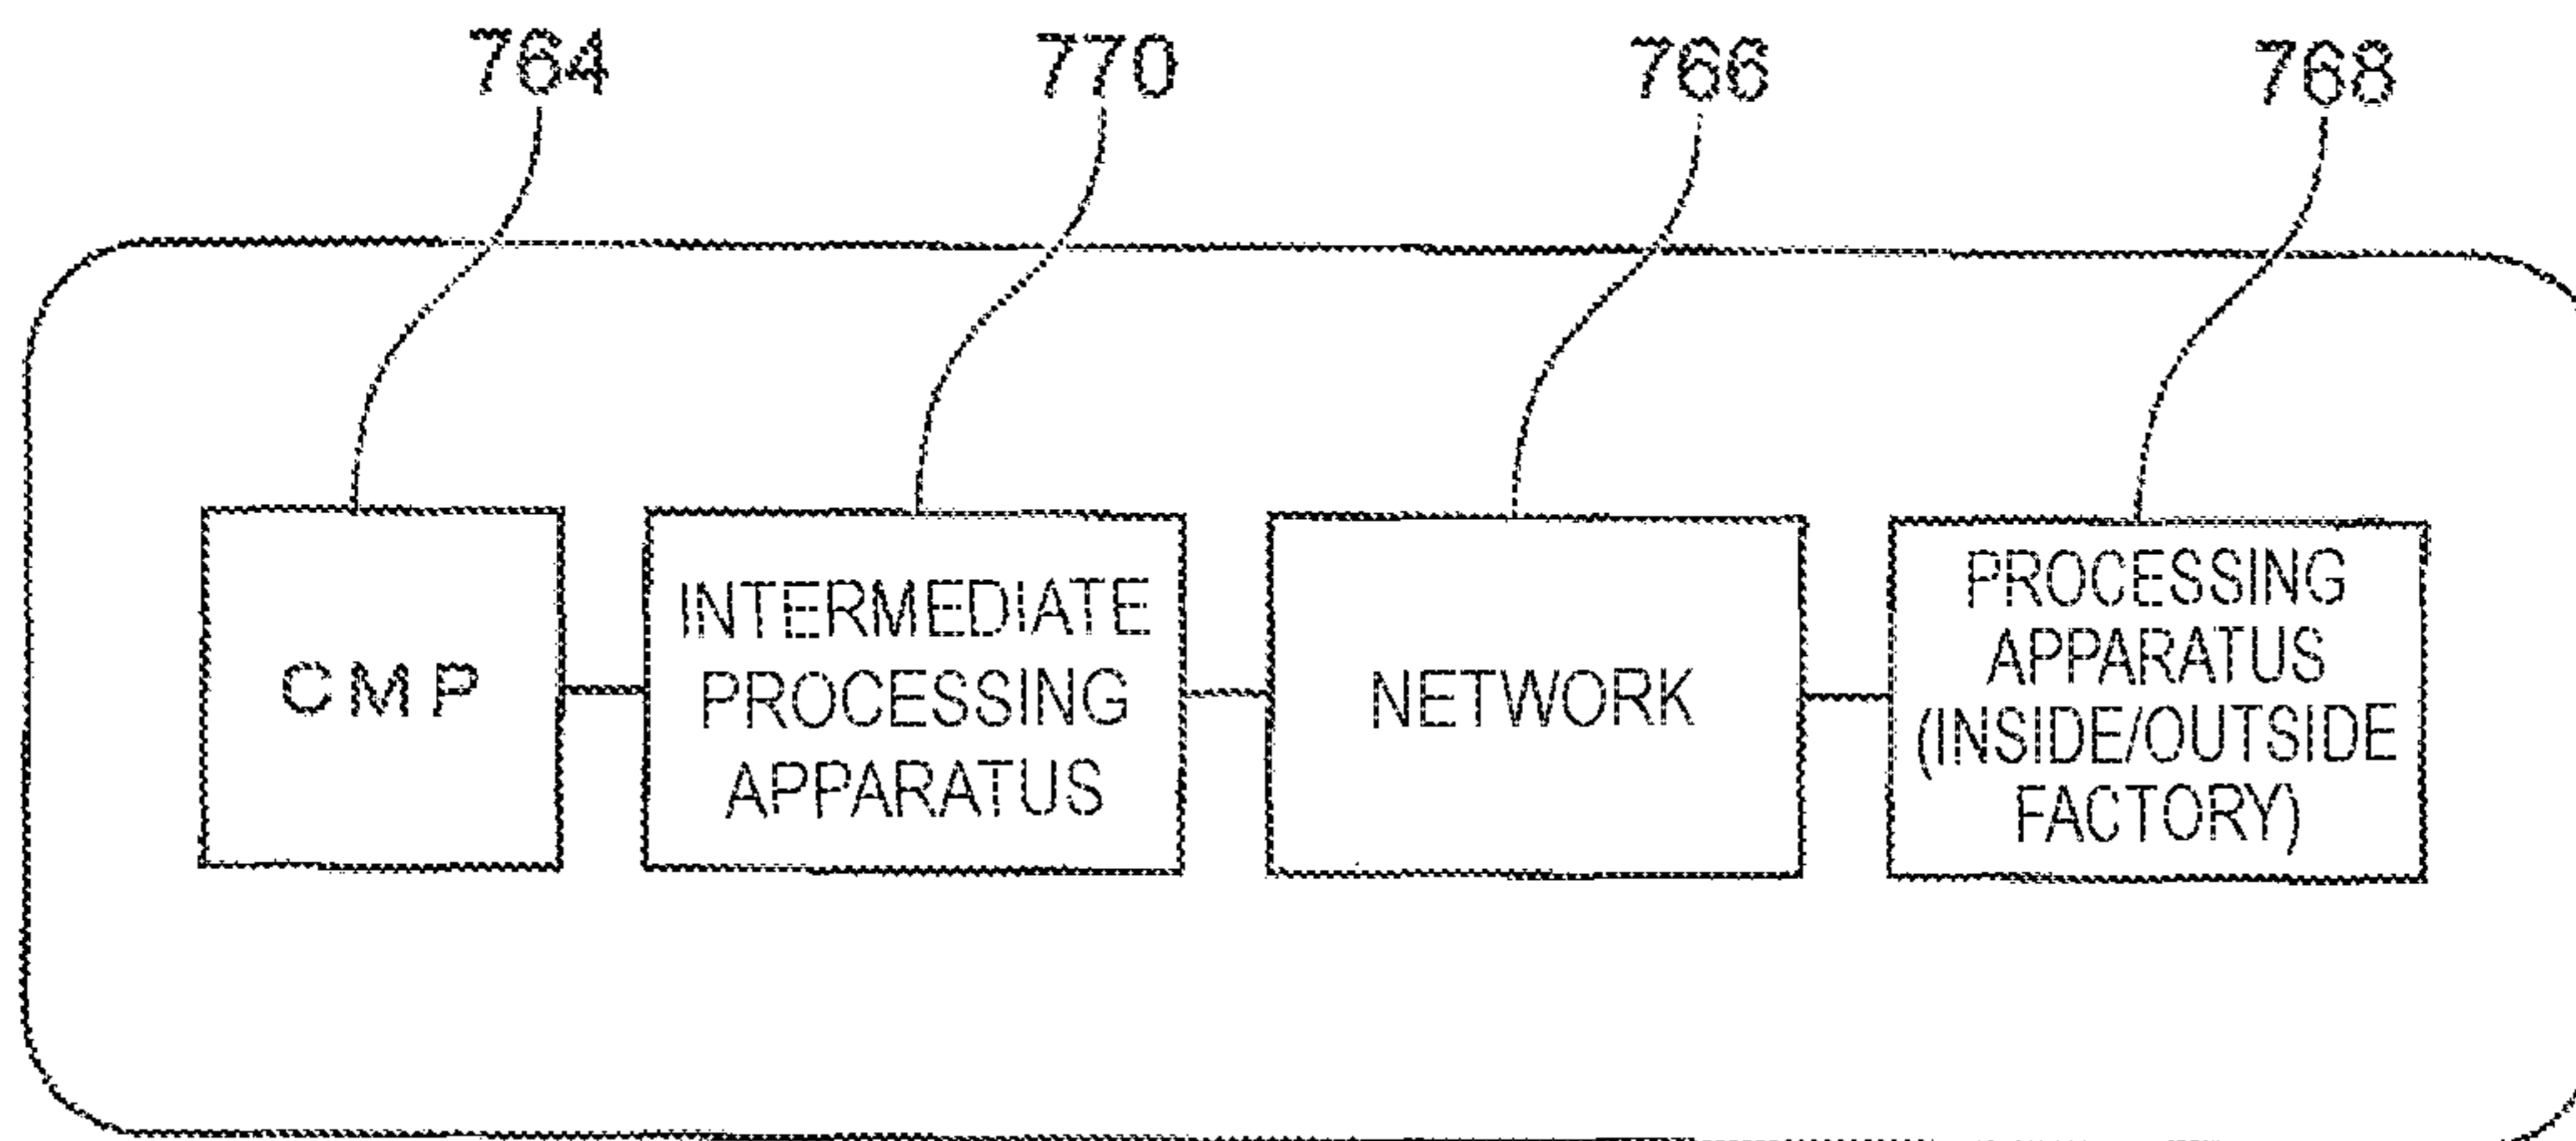 764
770
766
768
CMP
INTERMEDIATE
PROCESSING
APPARATUS
NETWORK
PROCESSING
APPARATUS
(INSIDE/OUTSIDE
FACTORY)